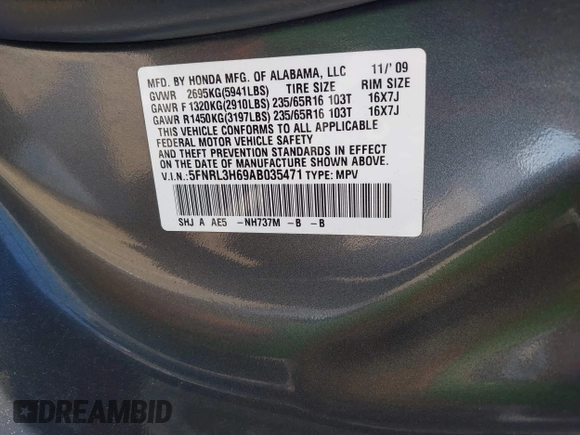 MFD. BY HONDA MFG. OF ALABAMA, LLC 11/'09
GVWR 2695KG(5941LBS) TIRE SIZE RIM SIZE
GAWR F 1320KG(2910LBS) 235/65R16 103T 16X7J
GAWR R1450KG(3197LBS) 235/65R16 103T 16X7J
THIS VEHICLE CONFORMS TO ALL APPLICABLE
FEDERAL MOTOR VEHICLE SAFETY
AND THEFT PREVENTION STANDARDS IN EFFECT
ON THE DATE OF MANUFACTURE SHOWN ABOVE.
V.I.N.:5FNRL3H69AB035471 TYPE: MPV
SHJ A AE5 -NH737M -B -B
DREAMBID